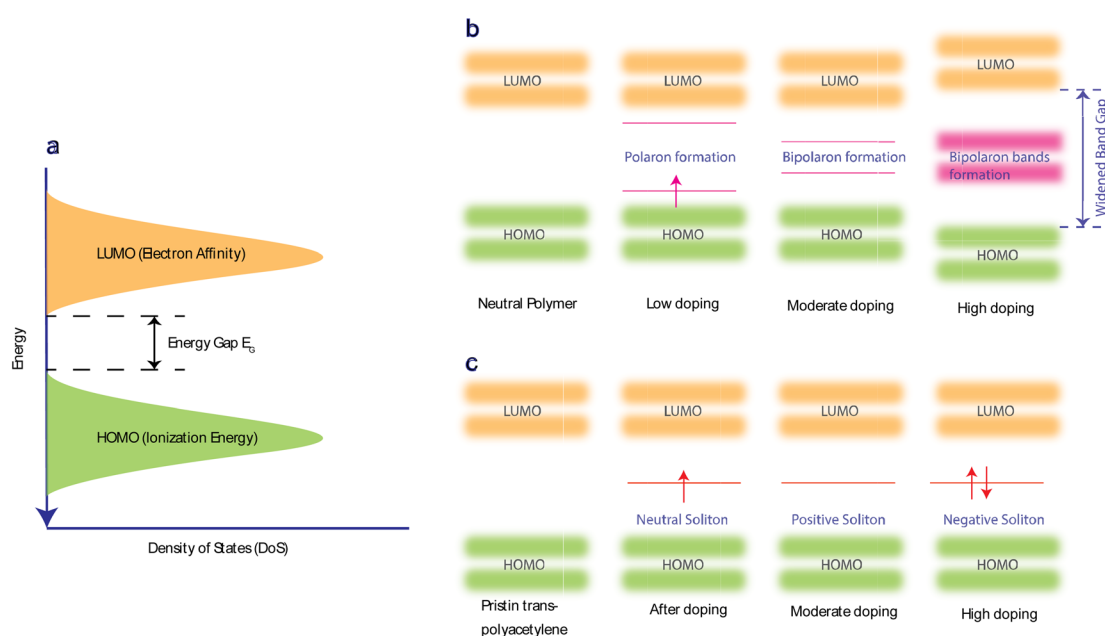 a
LUMO (Electron Affinity)
Energy Gap E_G
HOMO (Ionization Energy)
Energy
Density of States (DoS)
b
LUMO
LUMO
LUMO
LUMO
Polaron formation
Bipolaron formation
Bipolaron bands
formation
Widened Band Gap
HOMO
HOMO
HOMO
HOMO
Neutral Polymer
Low doping
Moderate doping
High doping
c
LUMO
LUMO
LUMO
LUMO
Neutral Soliton
Positive Soliton
Negative Soliton
HOMO
HOMO
HOMO
HOMO
Pristin trans-
polyacetylene
After doping
Moderate doping
High doping